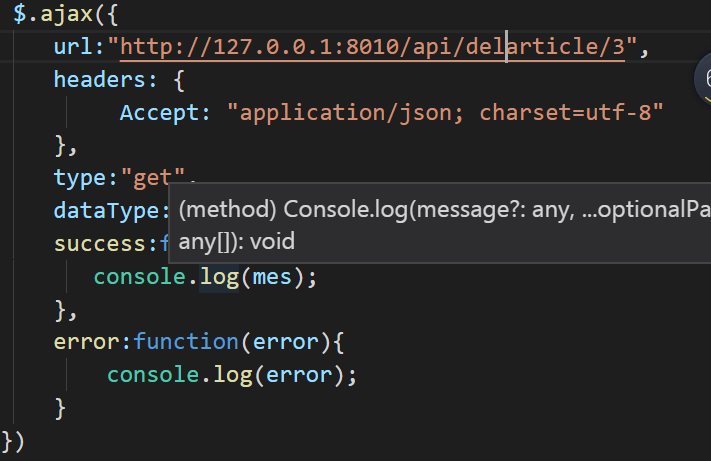 $.ajax({
url:"http://127.0.0.1:8010/api/delarticle/3",
headers: {
Accept: "application/json; charset=utf-8"
},
type:"get",
dataType:
(method) Console.log(message?: any, ...optionalPa
any[]): void
success:f
console.log(mes);
},
error:function(error){
console.log(error);
}
})